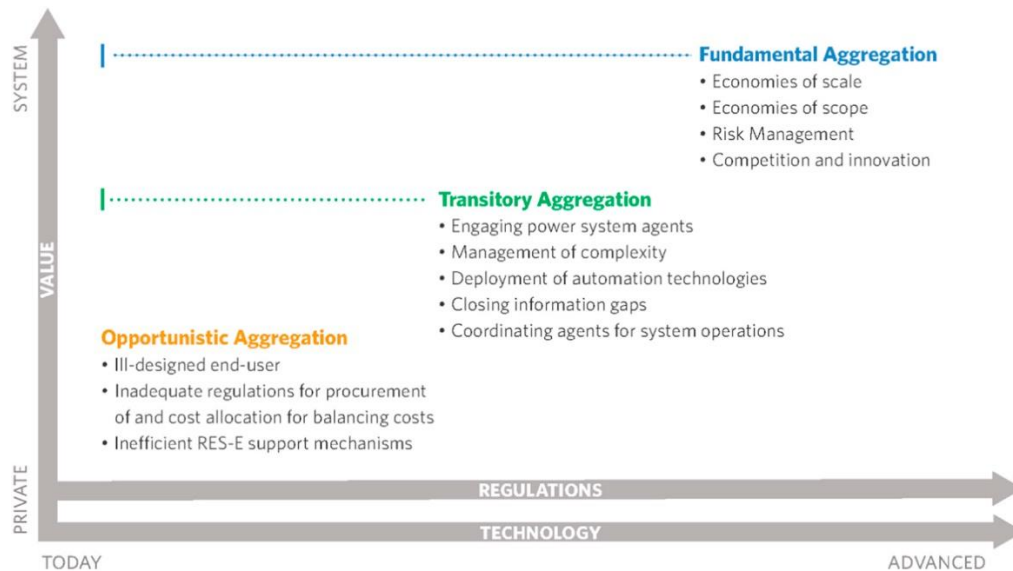 SYSTEM
Fundamental Aggregation
• Economies of scale
• Economies of scope
• Risk Management
• Competition and innovation
Transitory Aggregation
• Engaging power system agents
• Management of complexity
• Deployment of automation technologies
• Closing information gaps
• Coordinating agents for system operations
VALUE
Opportunistic Aggregation
• Ill-designed end-user
• Inadequate regulations for procurement
of and cost allocation for balancing costs
• Inefficient RES-E support mechanisms
PRIVATE
REGULATIONS
TECHNOLOGY
TODAY
ADVANCED